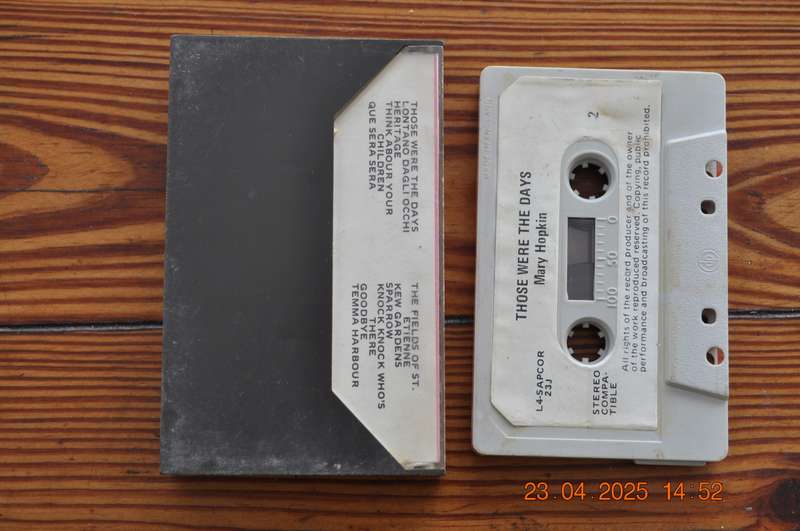 THOSE WERE THE DAYS
LONTANO DAGLI OCCHI
HERITAGE
THINK ABOUR YOUR
CHILDREN
QUE SERA SERA
THE FIELDS OF ST.
ETIENNE
KEW GARDENS
SPARROW
KNOCK KNOCK WHO'S
THERE
GOODBYE
TEMMA HARBOUR
THOSE WERE THE DAYS
Mary Hopkin
L4-5APCOR
23J
2
100 50 0
STEREO
COMPA-
TIBLE
All rights of the record producer and of the owner
of the work reproduced reserved. Copying, public
performance and broadcasting of this record prohibited.
23.04.2025 14:52